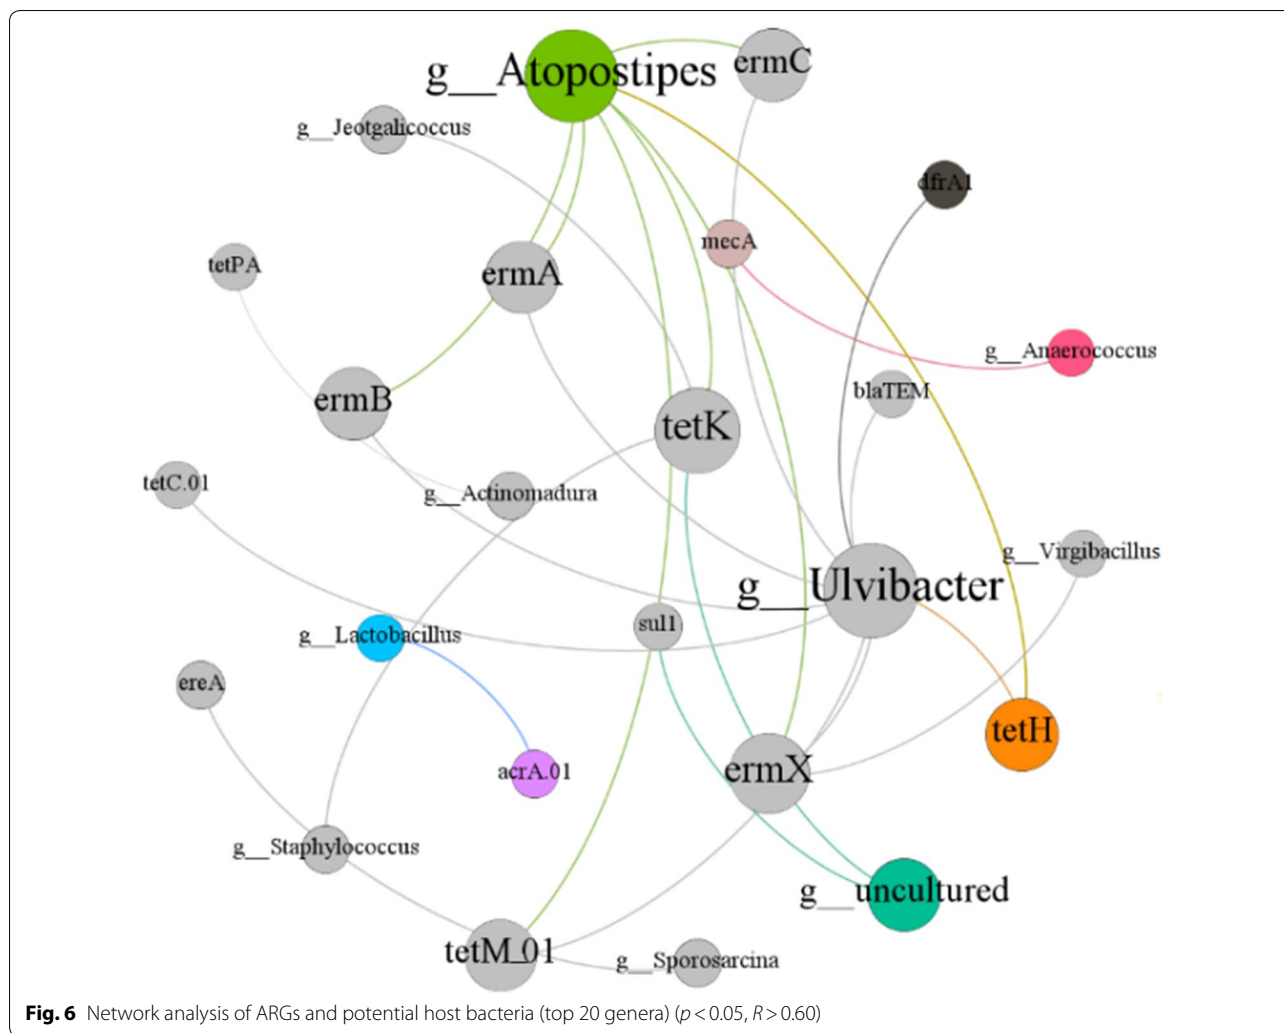 g__Atopostipes
ermC
g__Jeotgalicoccus
dfrA1
mecA
tetPA
ermA
g__Anaerococcus
blaTEM
ermB
tetK
tetC.01
g__Actinomadura
g__Virgibacillus
g__Ulvibacter
sul1
g__Lactobacillus
ereA
tetH
acrA.01
ermX
g__Staphylococcus
g__uncultured
tetM_01
g__Sporosarcina
Fig. 6 Network analysis of ARGs and potential host bacteria (top 20 genera) (p < 0.05, R > 0.60)